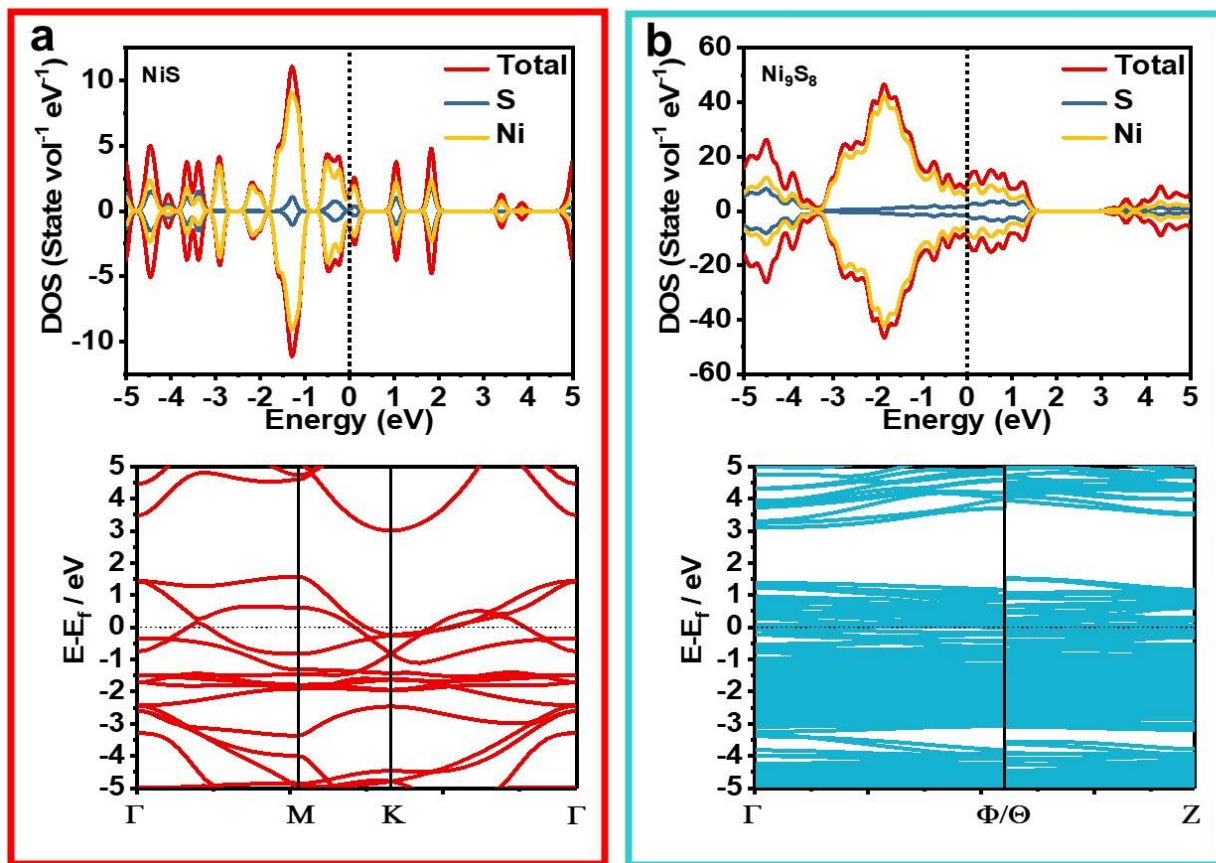 a
NiS
Total
S
Ni
DOS (State vol⁻¹ eV⁻¹)
10
5
0
-5
-10
-5 -4 -3 -2 -1 0 1 2 3 4 5
Energy (eV)
E-E_f / eV
5
4
3
2
1
0
-1
-2
-3
-4
-5
Γ M K Γ
b
Ni₉S₈
Total
S
Ni
DOS (State vol⁻¹ eV⁻¹)
60
40
20
0
-20
-40
-60
-5 -4 -3 -2 -1 0 1 2 3 4 5
Energy (eV)
E-E_f / eV
5
4
3
2
1
0
-1
-2
-3
-4
-5
Γ Φ/Θ Z